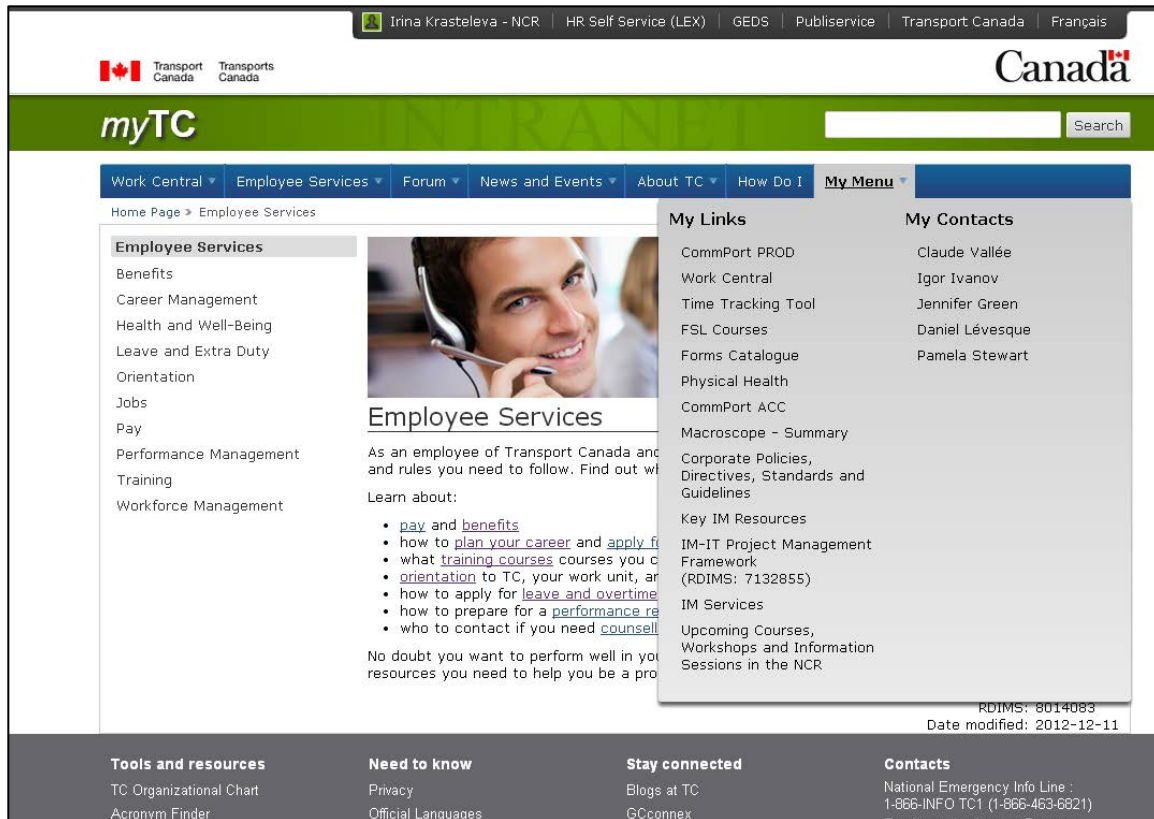 Irina Krasteleva - NCR | HR Self Service (LEX) | GEDS | Publiservice | Transport Canada | Français
Transport Canada
Transports Canada
Canada
myTC
INTRANET
Search
Work Central
Employee Services
Forum
News and Events
About TC
How Do I
My Menu
Home Page > Employee Services
Employee Services
Benefits
Career Management
Health and Well-Being
Leave and Extra Duty
Orientation
Jobs
Pay
Performance Management
Training
Workforce Management
Employee Services
As an employee of Transport Canada and
and rules you need to follow. Find out
Learn about:
• pay and benefits
• how to plan your career and apply
• what training courses courses you
• orientation to TC, your work unit,
• how to apply for leave and overtime
• how to prepare for a performance
• who to contact if you need
No doubt you want to perform well in
resources you need to help you be a
My Links
CommPort PROD
Work Central
Time Tracking Tool
FSL Courses
Forms Catalogue
Physical Health
CommPort ACC
Macroscope - Summary
Corporate Policies,
Directives, Standards and
Guidelines
Key IM Resources
IM-IT Project Management
Framework
(RDIMS: 7132855)
IM Services
Upcoming Courses,
Workshops and Information
Sessions in the NCR
My Contacts
Claude Vallée
Igor Ivanov
Jennifer Green
Daniel Lévesque
Pamela Stewart
RDIMS: 8014083
Date modified: 2012-12-11
Tools and resources
TC Organizational Chart
Acronym Finder
Need to know
Privacy
Official Languages
Stay connected
Blogs at TC
GCconnex
Contacts
National Emergency Info Line :
1-866-INFO TC1 (1-866-463-6821)